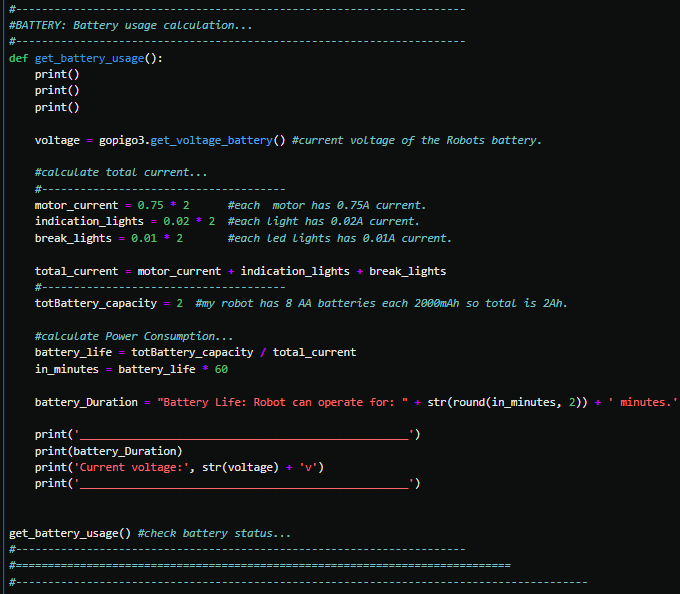 #----------------------------------------------------------------------
#BATTERY: Battery usage calculation...
#----------------------------------------------------------------------
def get_battery_usage():
    print()
    print()
    print()

    voltage = gopigo3.get_voltage_battery() #current voltage of the Robots battery.

    #calculate total current...
    #--------------------------------------
    motor_current = 0.75 * 2      #each  motor has 0.75A current.
    indication_lights = 0.02 * 2  #each light has 0.02A current.
    break_lights = 0.01 * 2       #each led lights has 0.01A current.

    total_current = motor_current + indication_lights + break_lights
    #--------------------------------------
    totBattery_capacity = 2  #my robot has 8 AA batteries each 2000mAh so total is 2Ah.

    #calculate Power Consumption...
    battery_life = totBattery_capacity / total_current
    in_minutes = battery_life * 60

    battery_Duration = "Battery Life: Robot can operate for: " + str(round(in_minutes, 2)) + ' minutes.'

    print('___________________________________________________')
    print(battery_Duration)
    print('Current voltage:', str(voltage) + 'v')
    print('___________________________________________________')


get_battery_usage() #check battery status...
#----------------------------------------------------------------------
#=============================================================================
#-----------------------------------------------------------------------------------------